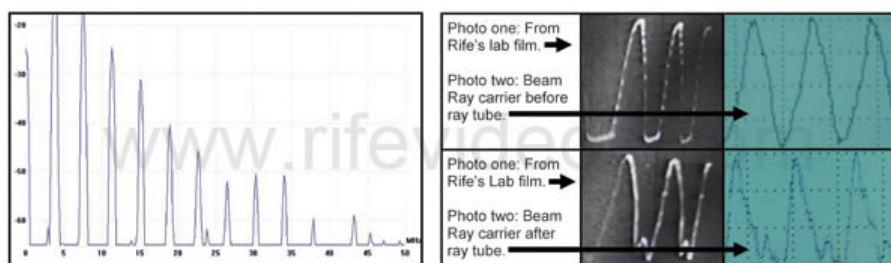 -20
-30
-40
-50
-60
0 5 10 15 20 25 30 35 40 45 50
MHz
www.rifevideos.com
Photo one: From
Rife's lab film.
Photo two: Beam
Ray carrier before
ray tube.
Photo one: From
Rife's Lab film.
Photo two: Beam
Ray carrier after
ray tube.